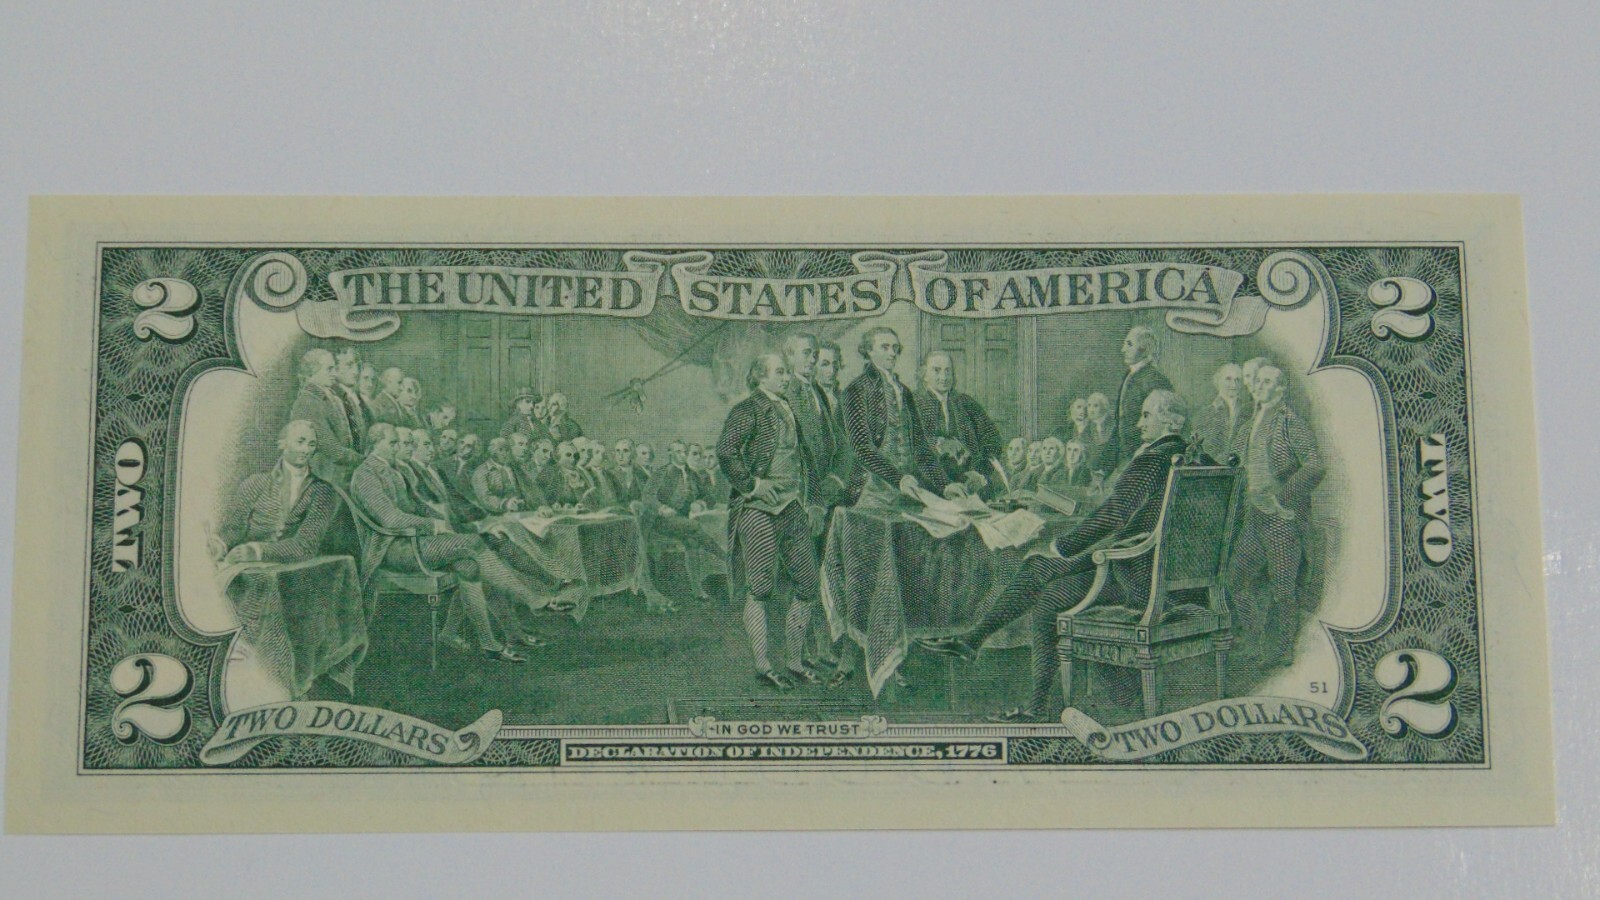 2
THE UNITED STATES OF AMERICA
2
TWO
TWO
2
51
2
TWO DOLLARS
IN GOD WE TRUST
TWO DOLLARS
DECLARATION OF INDEPENDENCE, 1776